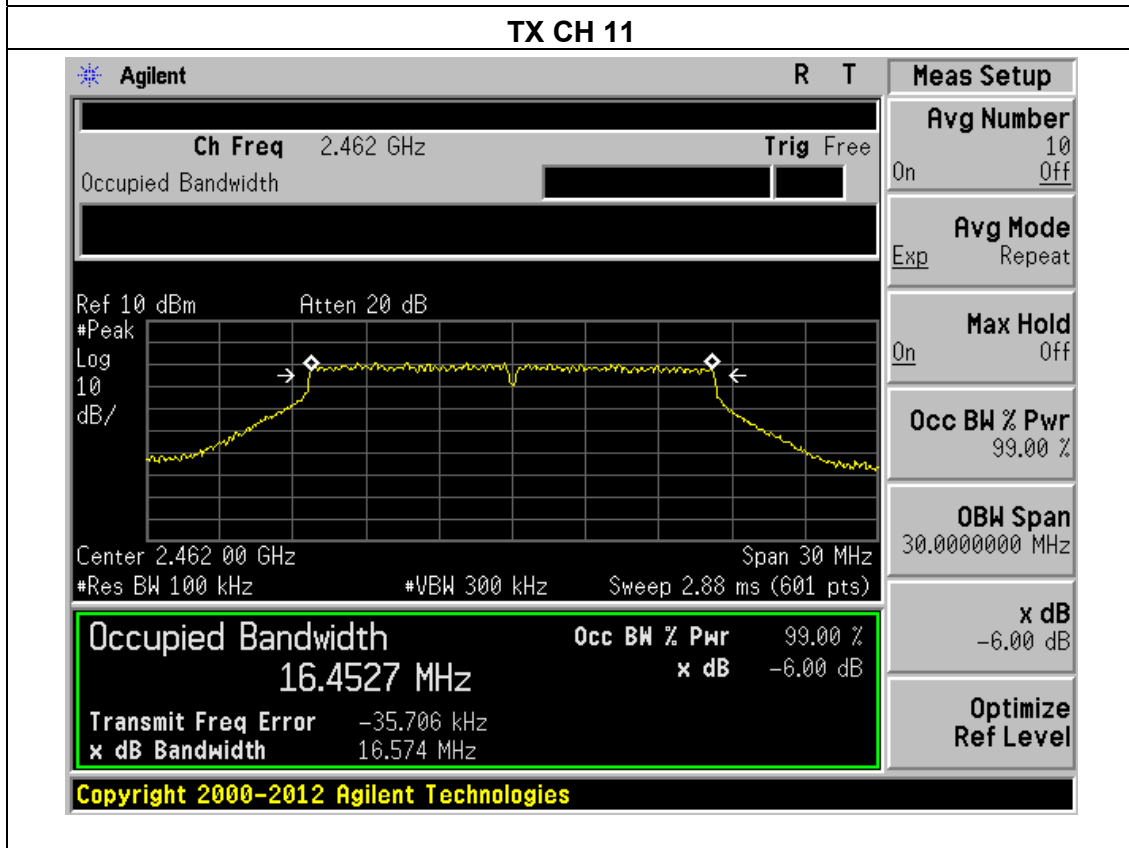 TX CH 11
Agilent R T
Ch Freq 2.462 GHz Trig Free
Occupied Bandwidth
Ref 10 dBm Atten 20 dB
#Peak
Log
10
dB/
Center 2.462 00 GHz Span 30 MHz
#Res BW 100 kHz #VBW 300 kHz Sweep 2.88 ms (601 pts)
Occupied Bandwidth Occ BW % Pwr 99.00 %
16.4527 MHz x dB -6.00 dB
Transmit Freq Error -35.706 kHz
x dB Bandwidth 16.574 MHz
Copyright 2000-2012 Agilent Technologies
Meas Setup
Avg Number
10
On Off
Avg Mode
Exp Repeat
Max Hold
On Off
Occ BW % Pwr
99.00 %
OBW Span
30.0000000 MHz
x dB
-6.00 dB
Optimize
Ref Level